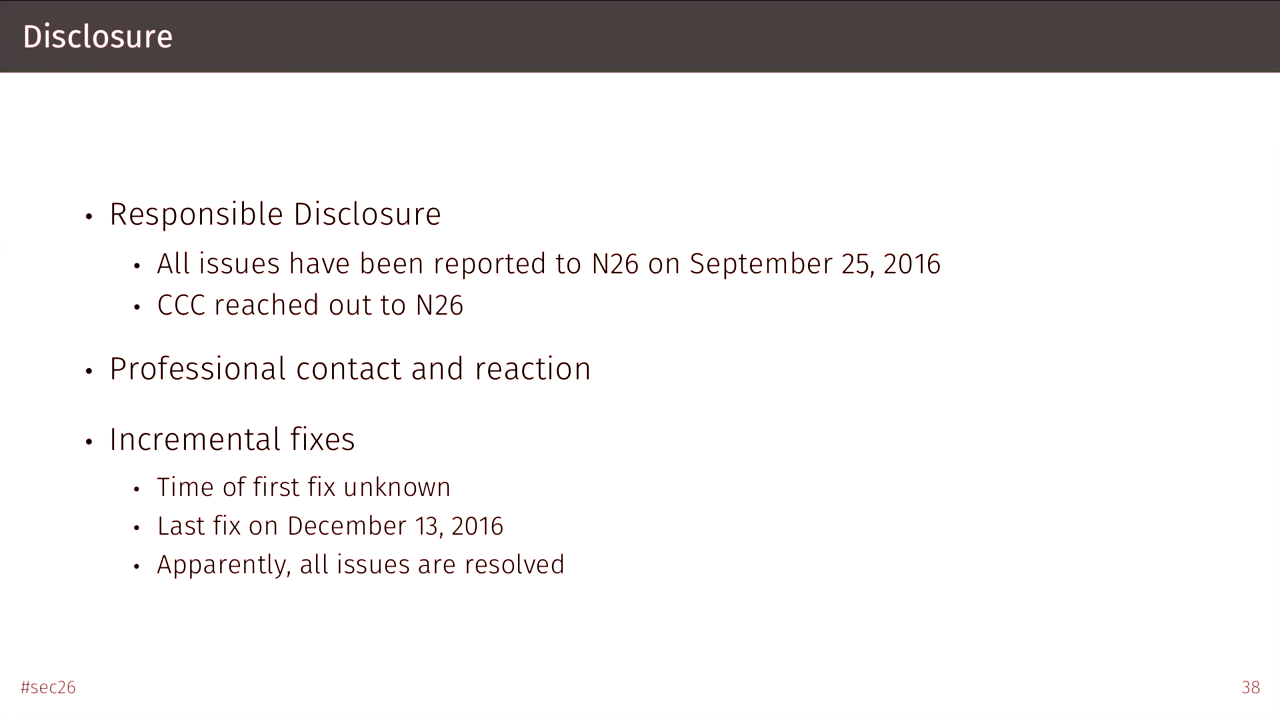 Disclosure
• Responsible Disclosure
• All issues have been reported to N26 on September 25, 2016
• CCC reached out to N26
• Professional contact and reaction
• Incremental fixes
• Time of first fix unknown
• Last fix on December 13, 2016
• Apparently, all issues are resolved
#sec26
38